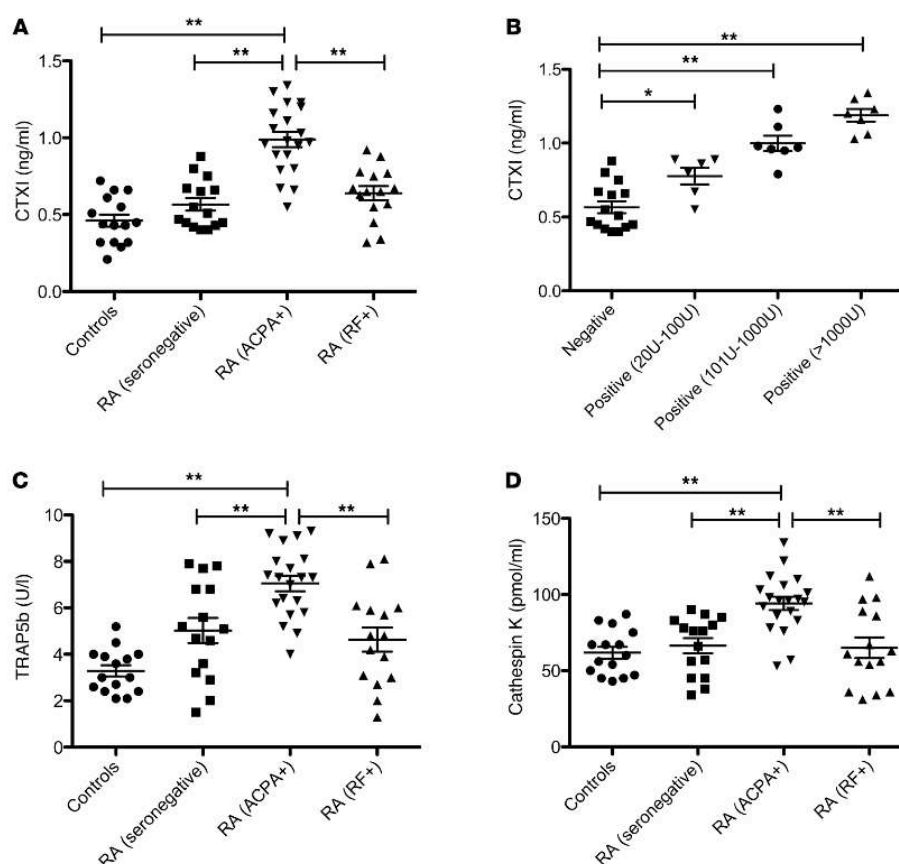 A
**
**
**
CTXI (ng/ml)
1.5
1.0
0.5
0.0
Controls
RA (seronegative)
RA (ACPA+)
RA (RF+)
B
**
**
*
CTXI (ng/ml)
1.5
1.0
0.5
0.0
Negative
Positive (20U-100U)
Positive (101U-1000U)
Positive (>1000U)
C
**
**
**
TRAP5b (U/l)
10
8
6
4
2
0
Controls
RA (seronegative)
RA (ACPA+)
RA (RF+)
D
**
**
**
Cathespin K (pmol/ml)
150
100
50
0
Controls
RA (seronegative)
RA (ACPA+)
RA (RF+)